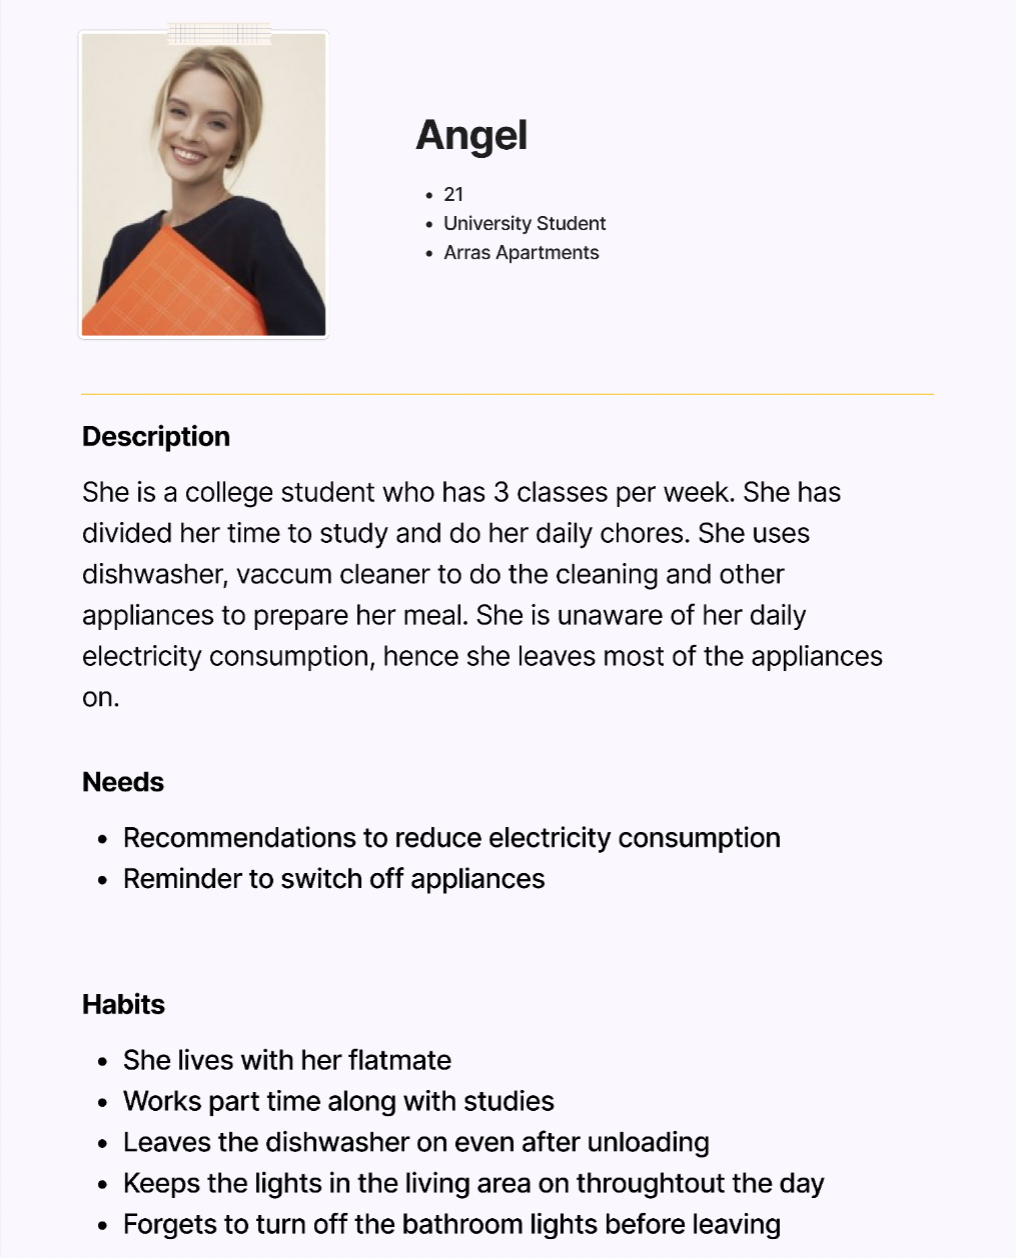 Angel
• 21
• University Student
• Arras Apartments
Description
She is a college student who has 3 classes per week. She has
divided her time to study and do her daily chores. She uses
dishwasher, vaccum cleaner to do the cleaning and other
appliances to prepare her meal. She is unaware of her daily
electricity consumption, hence she leaves most of the appliances
on.
Needs
• Recommendations to reduce electricity consumption
• Reminder to switch off appliances
Habits
• She lives with her flatmate
• Works part time along with studies
• Leaves the dishwasher on even after unloading
• Keeps the lights in the living area on throughtout the day
• Forgets to turn off the bathroom lights before leaving